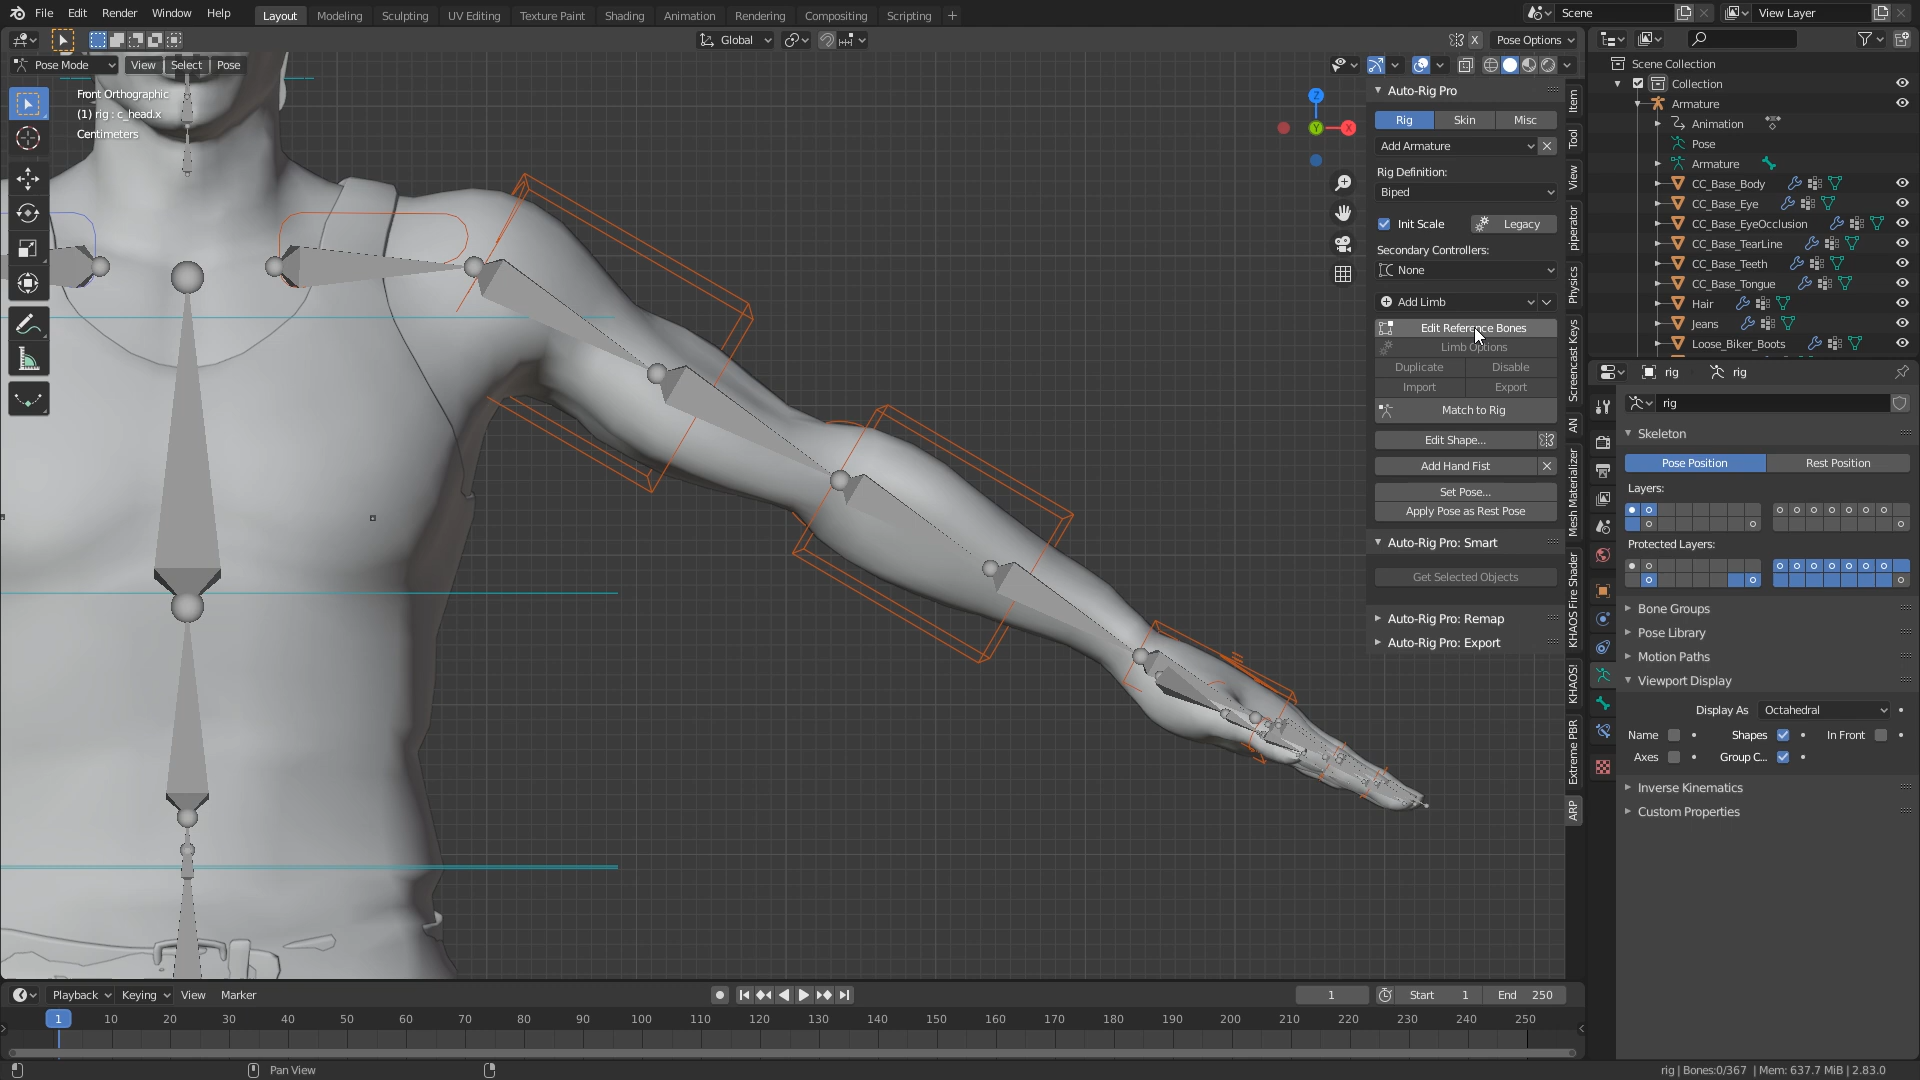 File Edit Render Window Help Layout Modeling Sculpting UV Editing Texture Paint Shading Animation Rendering Compositing Scripting + Scene View Layer
Global X Pose Options
Pose Mode View Select Pose
Front Orthographic
(1) rig : c_head.x
Centimeters
Z
Y
X
Auto-Rig Pro
Rig Skin Misc
Add Armature
Rig Definition:
Biped
Init Scale Legacy
Secondary Controllers:
None
Add Limb
Edit Reference Bones
Limb Options
Duplicate Disable
Import Export
Match to Rig
Edit Shape...
Add Hand Fist
Set Pose...
Apply Pose as Rest Pose
Auto-Rig Pro: Smart
Get Selected Objects
Auto-Rig Pro: Remap
Auto-Rig Pro: Export
Item
Tool
View
piperator
Physics
Screencast Keys
AN
Mesh Materializer
KHAOS Fire Shader
KHAOS!
Extreme PBR
ARP
Scene Collection
Collection
Armature
Animation
Pose
Armature
CC_Base_Body
CC_Base_Eye
CC_Base_EyeOcclusion
CC_Base_TearLine
CC_Base_Teeth
CC_Base_Tongue
Hair
Jeans
Loose_Biker_Boots
rig rig
rig
Skeleton
Pose Position Rest Position
Layers:
Protected Layers:
Bone Groups
Pose Library
Motion Paths
Viewport Display
Display As Octahedral
Name Shapes In Front
Axes Group C...
Inverse Kinematics
Custom Properties
Playback Keying View Marker 1 Start 1 End 250
1 10 20 30 40 50 60 70 80 90 100 110 120 130 140 150 160 170 180 190 200 210 220 230 240 250
Pan View
rig | Bones:0/367 | Mem: 637.7 MiB | 2.83.0